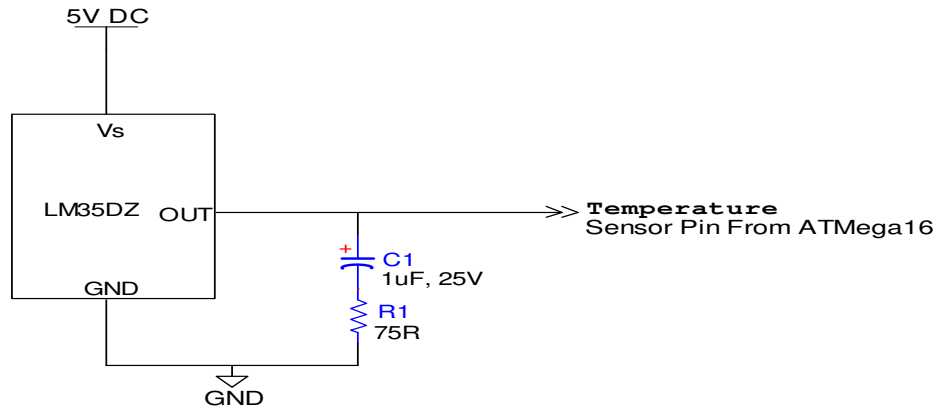 5V DC
Vs
LM35DZ
OUT
Temperature
Sensor Pin From ATMega16
+
C1
1uF, 25V
GND
R1
75R
GND